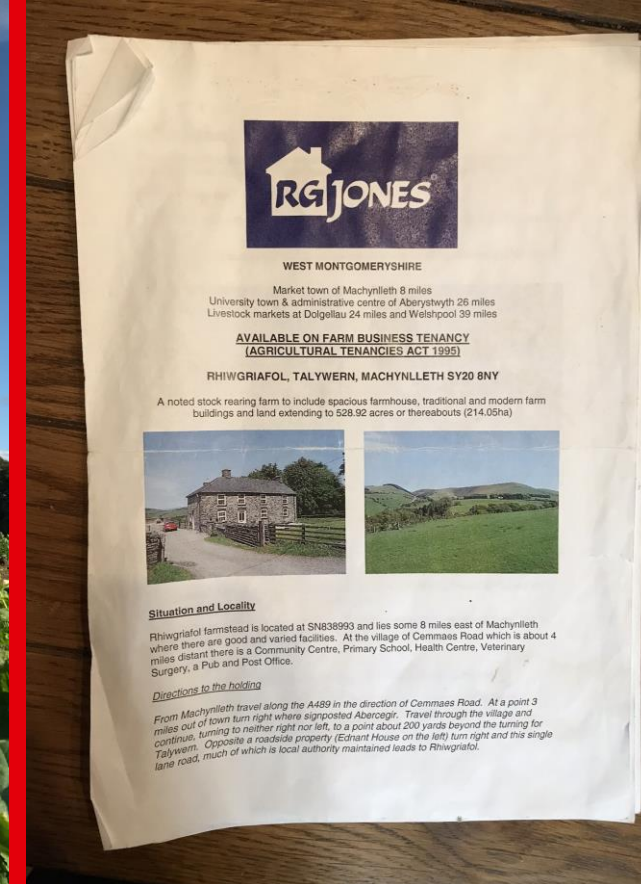 RG JONES
WEST MONTGOMERYSHIRE
Market town of Machynlleth 8 miles
University town & administrative centre of Aberystwyth 26 miles
Livestock markets at Dolgellau 24 miles and Welshpool 39 miles
AVAILABLE ON FARM BUSINESS TENANCY
(AGRICULTURAL TENANCIES ACT 1995)
RHIWGRIAFOL, TALYWERN, MACHYNLLETH SY20 8NY
A noted stock rearing farm to include spacious farmhouse, traditional and modern farm
buildings and land extending to 528.92 acres or thereabouts (214.05ha)
Situation and Locality
Rhiwgriafol farmstead is located at SN838993 and lies some 8 miles east of Machynlleth
where there are good and varied facilities. At the village of Cemmaes Road which is about 4
miles distant there is a Community Centre, Primary School, Health Centre, Veterinary
Surgery, a Pub and Post Office.
Directions to the holding
From Machynlleth travel along the A489 in the direction of Cemmaes Road. At a point 3
miles out of town turn right where signposted Abercegir. Travel through the village and
continue, turning to neither right nor left, to a point about 200 yards beyond the turning for
Talywern. Opposite a roadside property (Ednant House on the left) turn right and this single
lane road, much of which is local authority maintained leads to Rhiwgriafol.